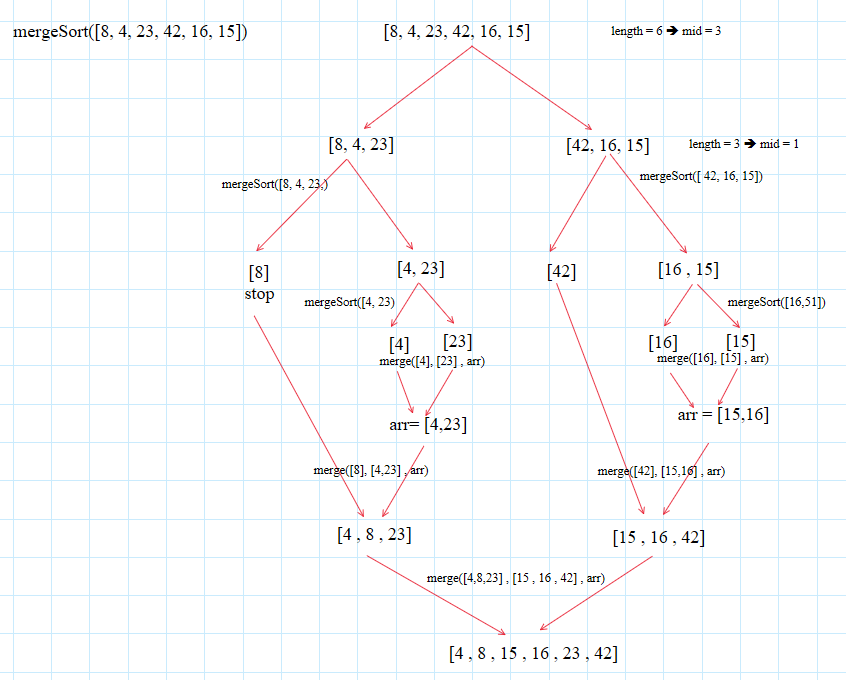 mergeSort([8, 4, 23, 42, 16, 15])
[8, 4, 23, 42, 16, 15]
length = 6 ➔ mid = 3
[8, 4, 23]
[42, 16, 15]
length = 3 ➔ mid = 1
mergeSort([8, 4, 23,)
mergeSort([ 42, 16, 15])
[8]
stop
[4, 23]
[42]
[16 , 15]
mergeSort([4, 23)
mergeSort([16,51])
[4]
[23]
[16]
[15]
merge([4], [23] , arr)
merge([16], [15] , arr)
arr= [4,23]
arr = [15,16]
merge([8], [4,23] , arr)
merge([42], [15,16] , arr)
[4 , 8 , 23]
[15 , 16 , 42]
merge([4,8,23] , [15 , 16 , 42] , arr)
[4 , 8 , 15 , 16 , 23 , 42]